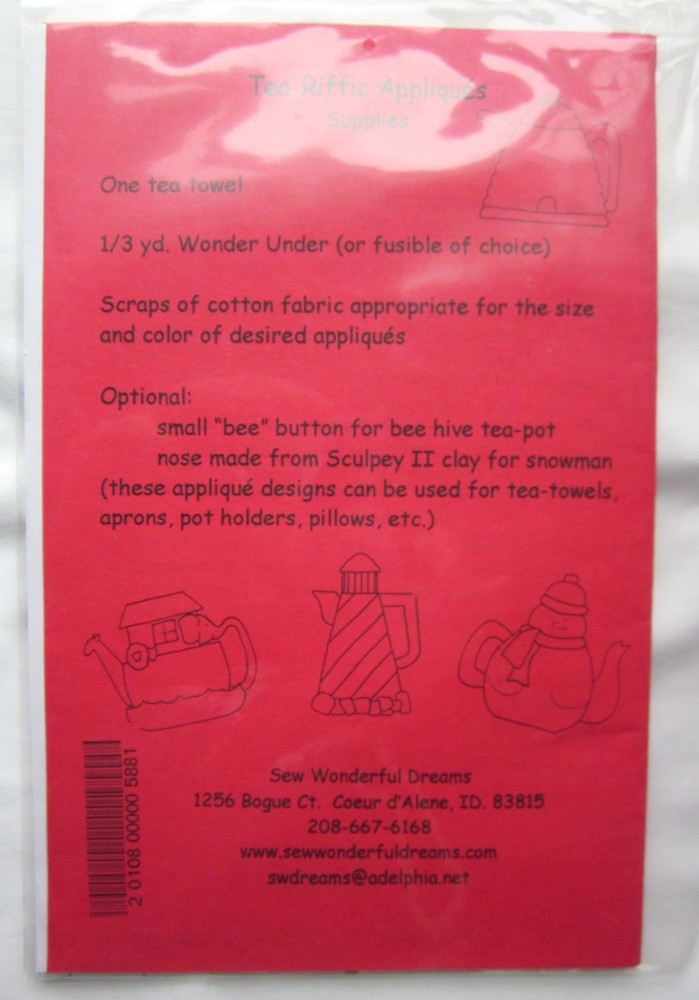 Tea-Riffic Appliqués
Supplies
One tea towel
1/3 yd. Wonder Under (or fusible of choice)
Scraps of cotton fabric appropriate for the size
and color of desired appliqués
Optional:
small “bee” button for bee hive tea-pot
nose made from Sculpey II clay for snowman
(these appliqué designs can be used for tea-towels,
aprons, pot holders, pillows, etc.)
Sew Wonderful Dreams
1256 Bogue Ct. Coeur d'Alene, ID. 83815
208-667-6168
www.sewwonderfuldreams.com
swdreams@adelphia.net
2 0108 00000 5881